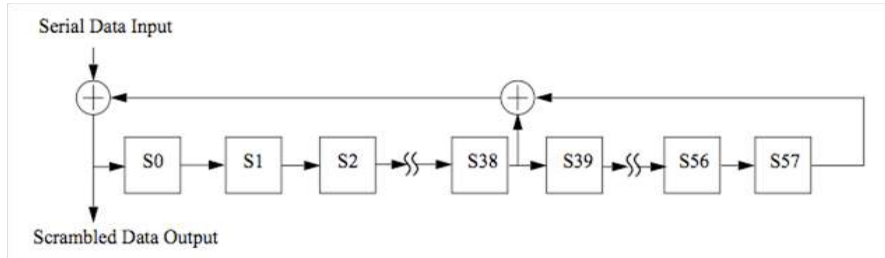 Serial Data Input
S0 S1 S2 S38 S39 S56 S57
Scrambled Data Output